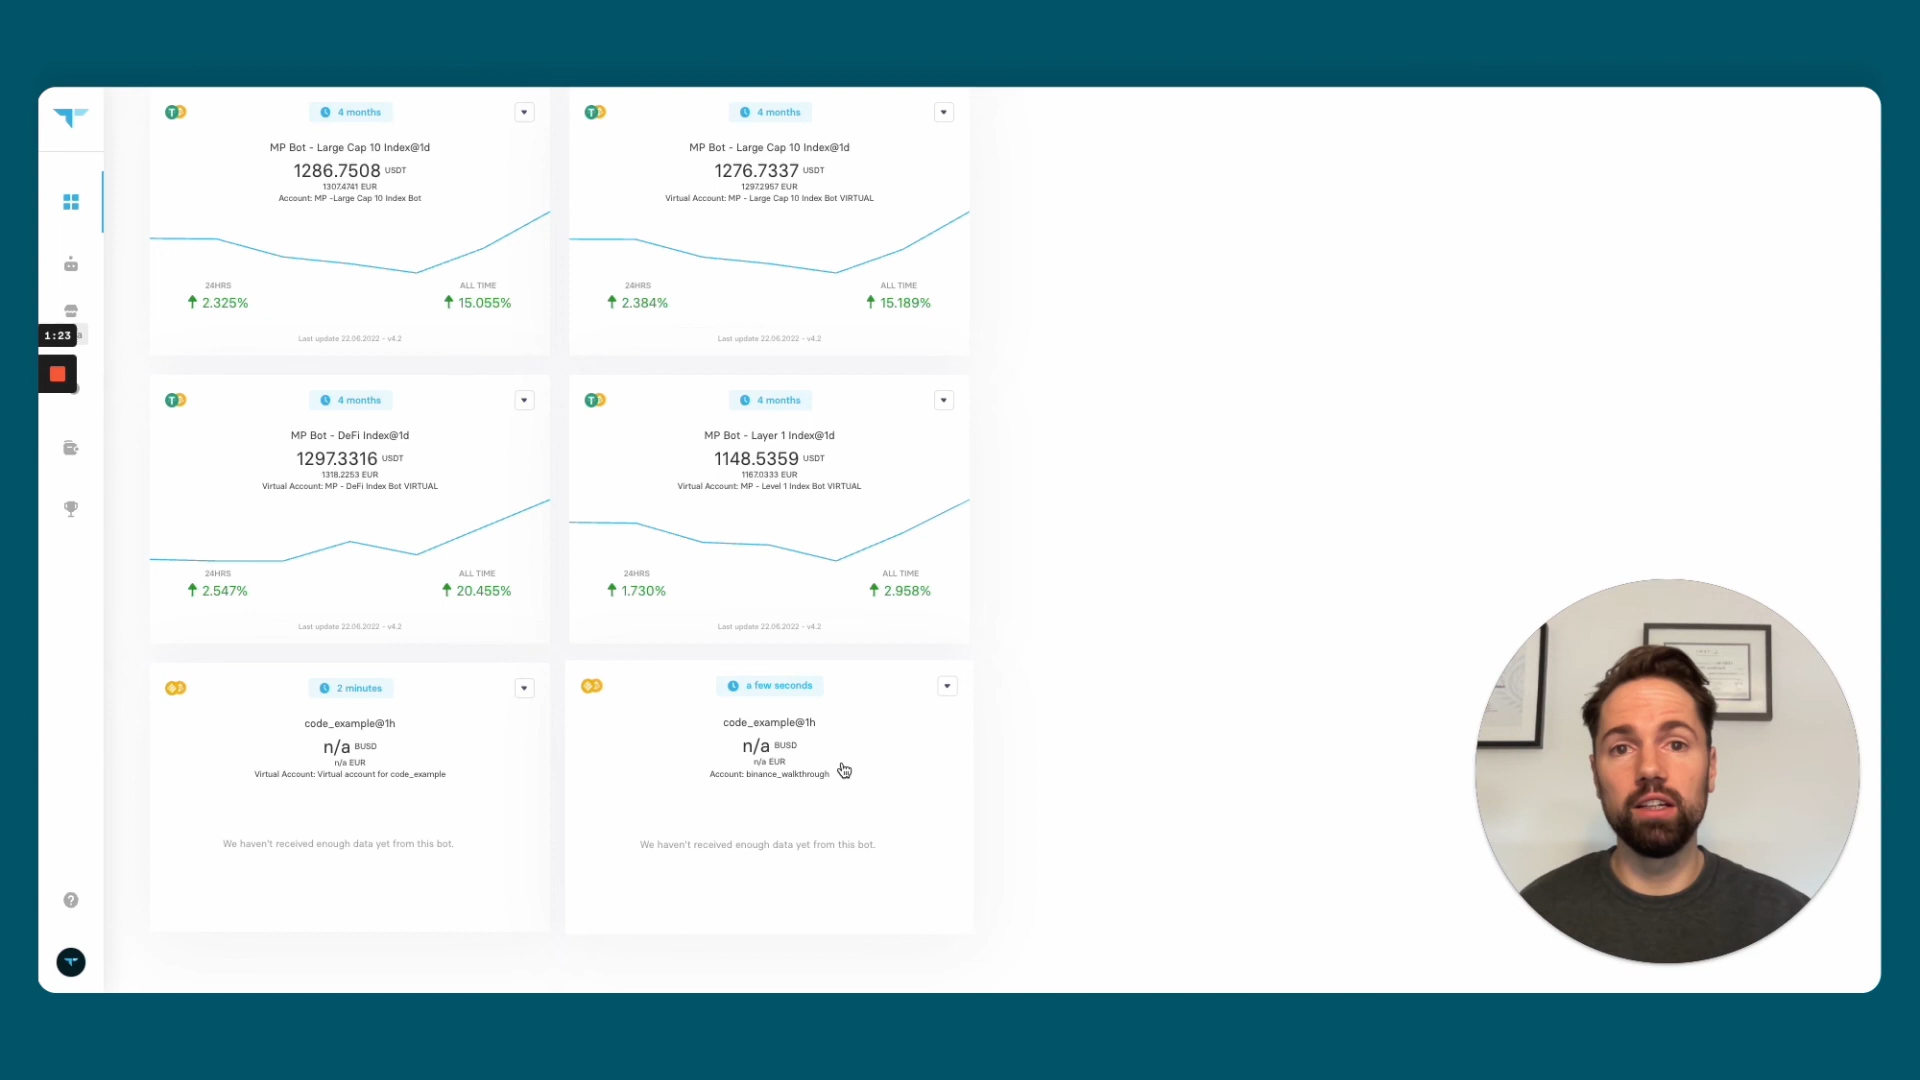 4 months
MP Bot - Large Cap 10 Index@1d
1286.7508 USDT
1307.4741 EUR
Account: MP -Large Cap 10 Index Bot
24HRS
2.325%
ALL TIME
15.055%
Last update 22.06.2022 - v4.2
4 months
MP Bot - Large Cap 10 Index@1d
1276.7337 USDT
1297.2957 EUR
Virtual Account: MP - Large Cap 10 Index Bot VIRTUAL
24HRS
2.384%
ALL TIME
15.189%
Last update 22.06.2022 - v4.2
1:23
4 months
MP Bot - DeFi Index@1d
1297.3316 USDT
1318.2253 EUR
Virtual Account: MP - DeFi Index Bot VIRTUAL
24HRS
2.547%
ALL TIME
20.455%
Last update 22.06.2022 - v4.2
4 months
MP Bot - Layer 1 Index@1d
1148.5359 USDT
1167.0333 EUR
Virtual Account: MP - Level 1 Index Bot VIRTUAL
24HRS
1.730%
ALL TIME
2.958%
Last update 22.06.2022 - v4.2
2 minutes
code_example@1h
n/a BUSD
n/a EUR
Virtual Account: Virtual account for code_example
We haven't received enough data yet from this bot.
a few seconds
code_example@1h
n/a BUSD
n/a EUR
Account: binance_walkthrough
We haven't received enough data yet from this bot.